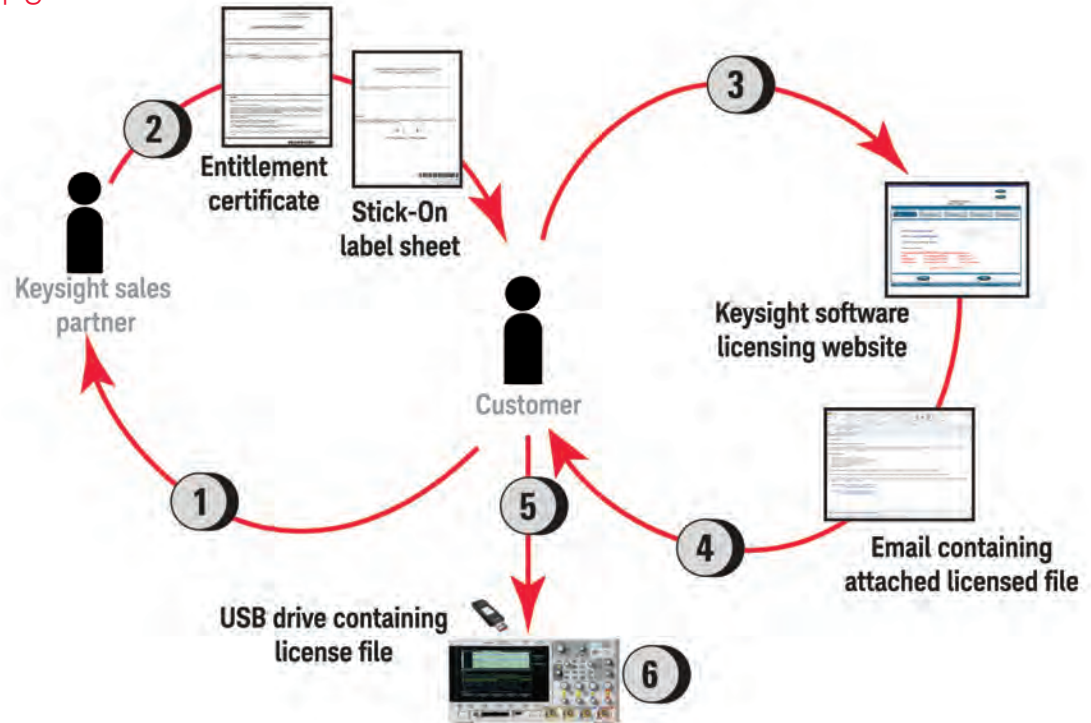 2
Entitlement
certificate
Stick-On
label sheet
3
Keysight sales
partner
Customer
Keysight software
licensing website
1
5
4
Email containing
attached licensed file
USB drive containing
license file
6